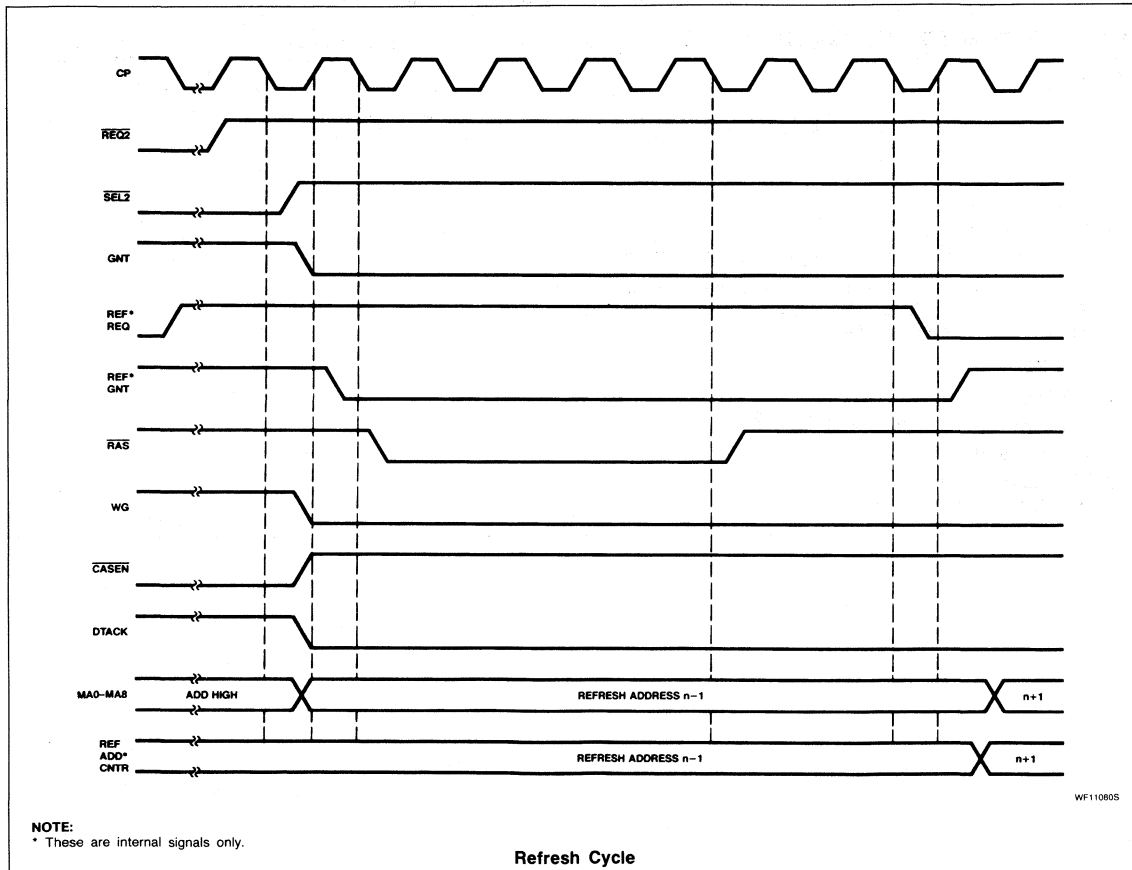 CP
REQ2
SEL2
GNT
REF*
REQ
REF*
GNT
RAS
WG
CASEN
DTACK
MA0–MA8
ADD HIGH
REFRESH ADDRESS n–1
n+1
REF
ADD*
CNTR
REFRESH ADDRESS n–1
n+1
WF11080S
NOTE:
* These are internal signals only.
Refresh Cycle